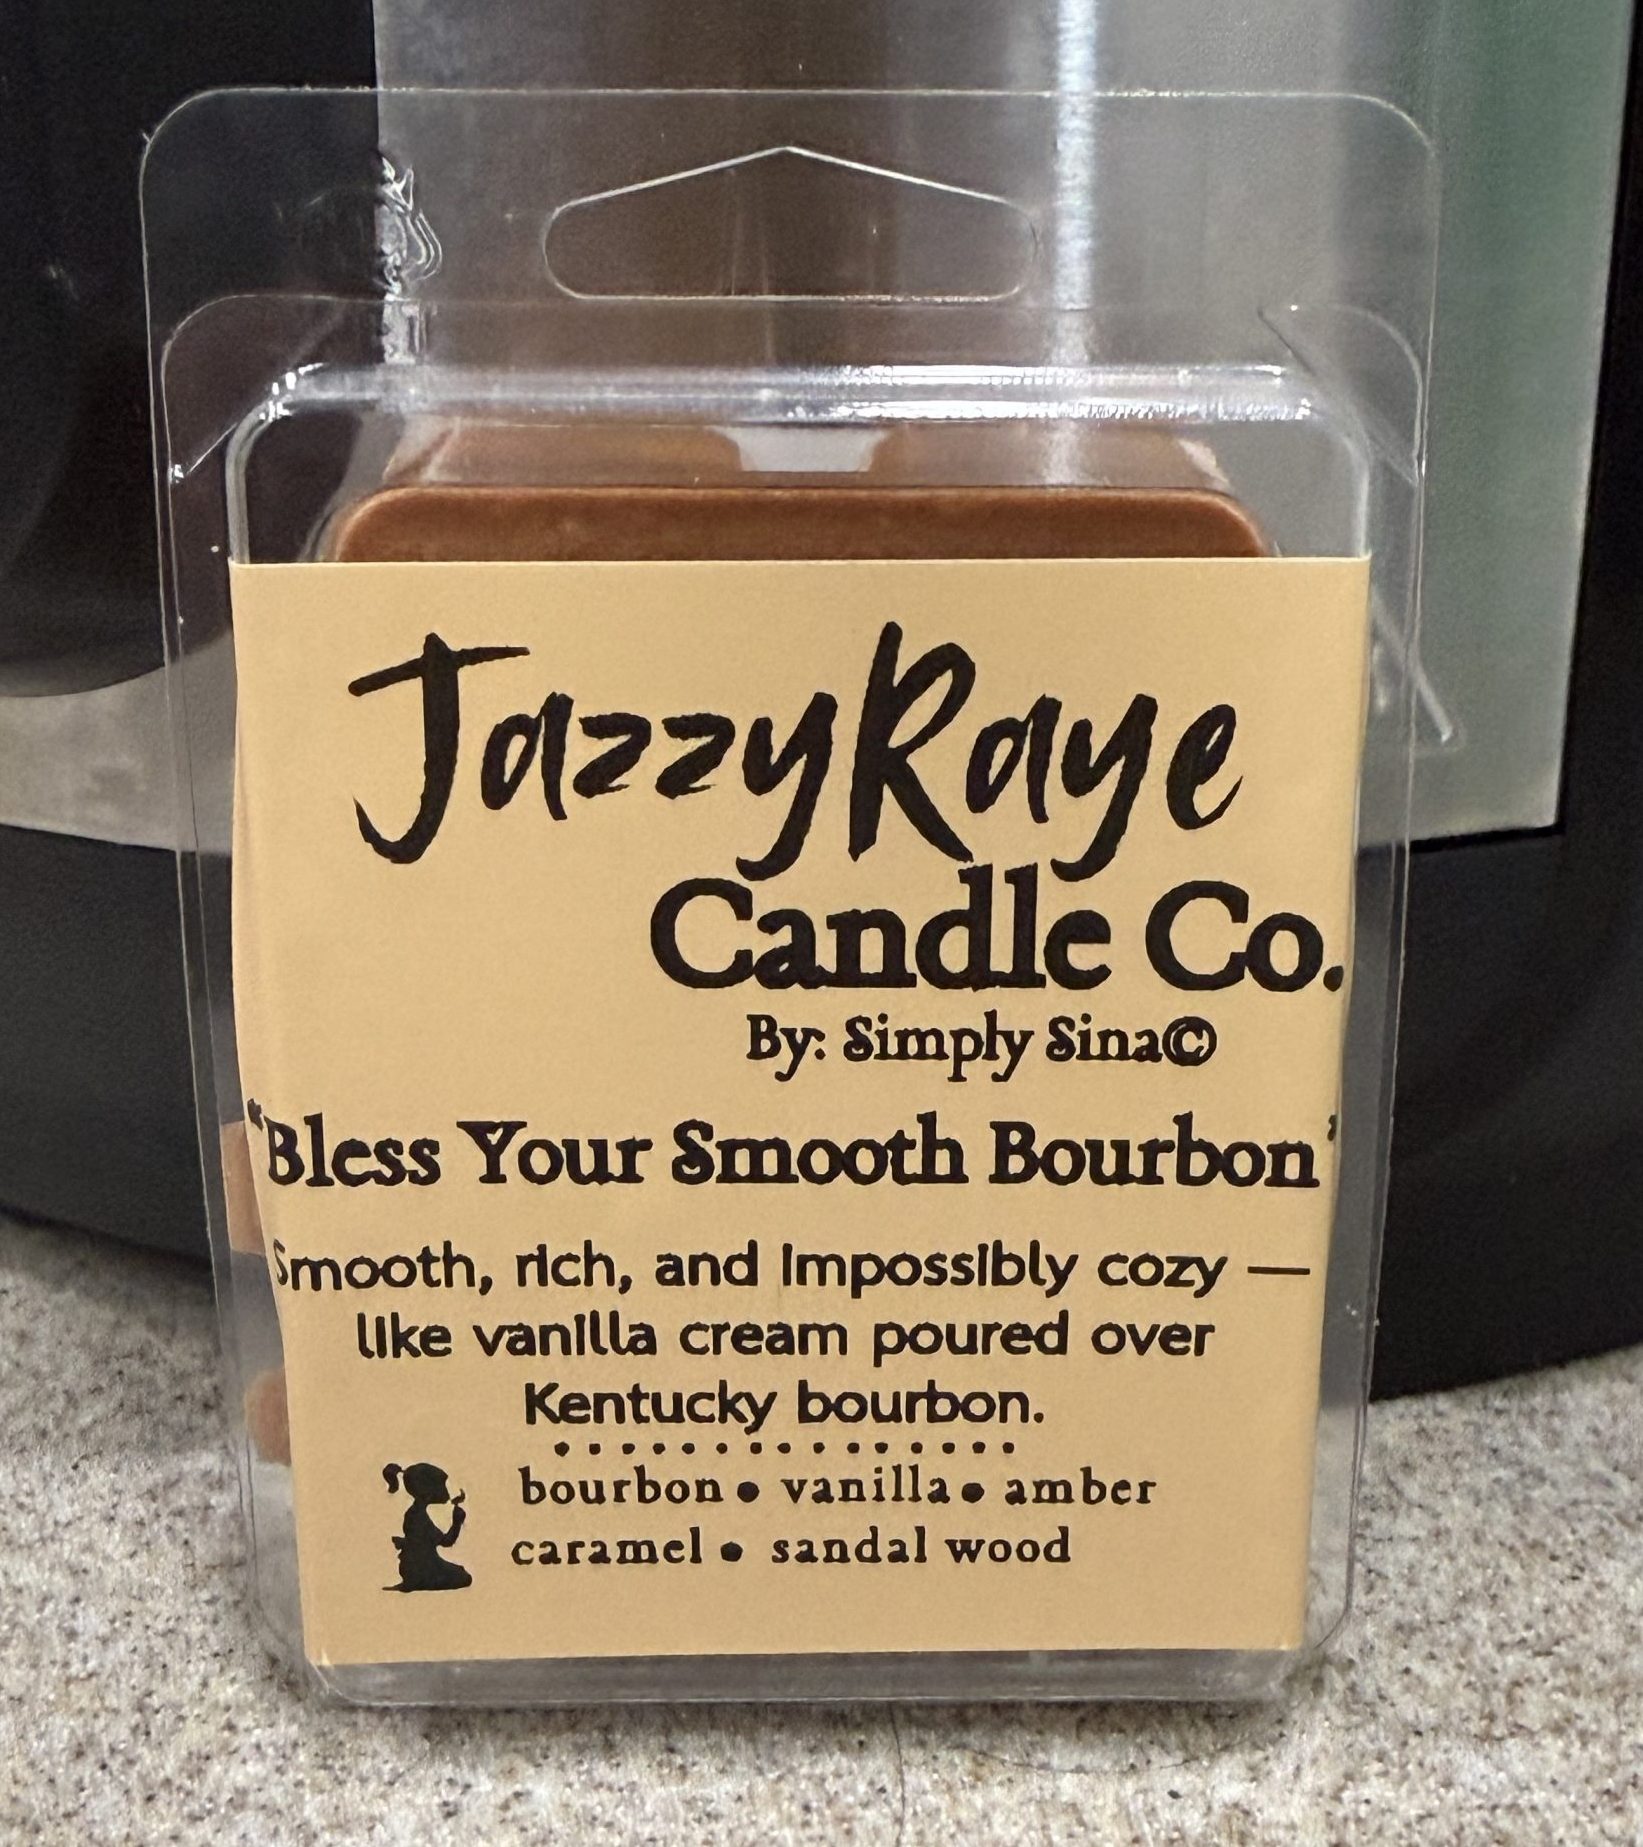 JazzyRaye
Candle Co.
By: Simply Sina©
"Bless Your Smooth Bourbon"
Smooth, rich, and impossibly cozy —
like vanilla cream poured over
Kentucky bourbon.
bourbon • vanilla • amber
caramel • sandal wood